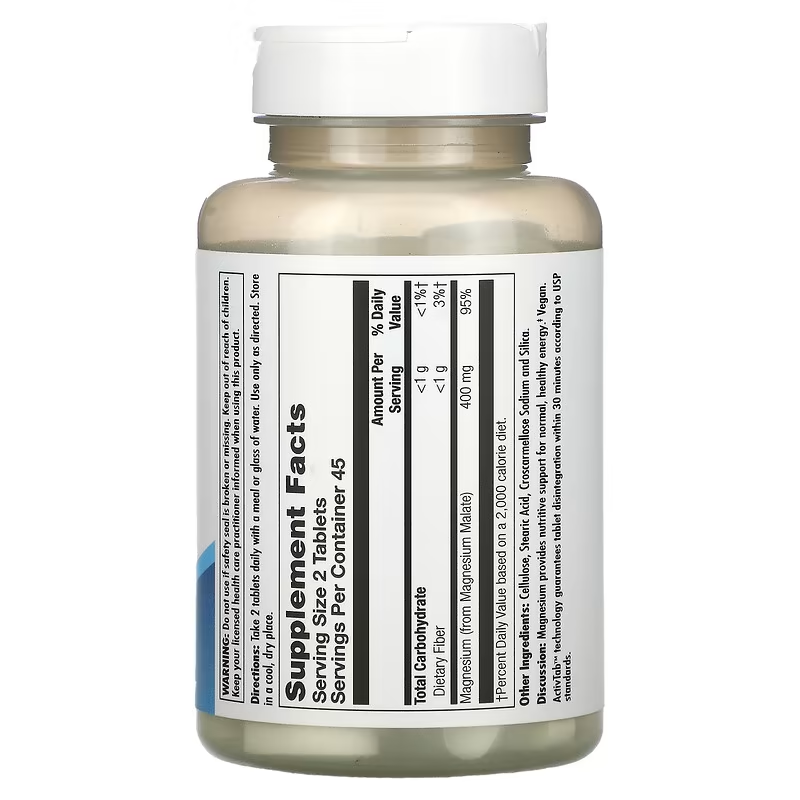 WARNING: Do not use if safety seal is broken or missing. Keep out of reach of children.
Keep your licensed health care practitioner informed when using this product.
Directions: Take 2 tablets daily with a meal or glass of water. Use only as directed. Store
in a cool, dry place.
Supplement Facts
Serving Size 2 Tablets
Servings Per Container 45
Amount Per Serving % Daily Value
Total Carbohydrate <1 g <1%†
Dietary Fiber <1 g 3%†
Magnesium (from Magnesium Malate) 400 mg 95%
†Percent Daily Value based on a 2,000 calorie diet.
Other Ingredients: Cellulose, Stearic Acid, Croscarmellose Sodium and Silica.
Discussion: Magnesium provides nutritive support for normal, healthy energy.‡ Vegan.
ActivTab™ technology guarantees tablet disintegration within 30 minutes according to USP
standards.